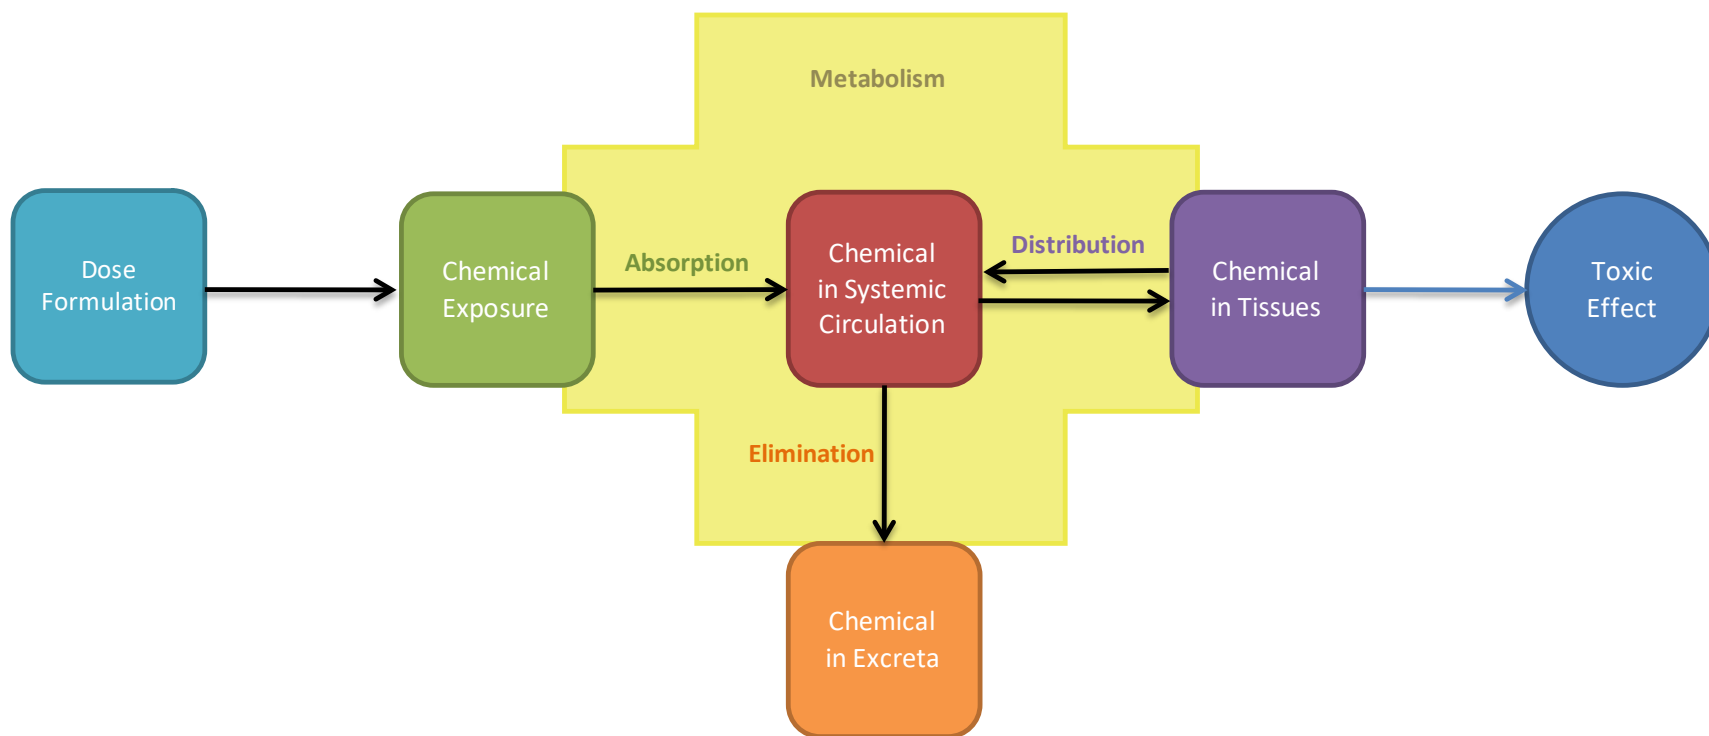 Metabolism
Dose
Formulation
Chemical
Exposure
Absorption
Chemical
in Systemic
Circulation
Distribution
Chemical
in Tissues
Toxic
Effect
Elimination
Chemical
in Excreta